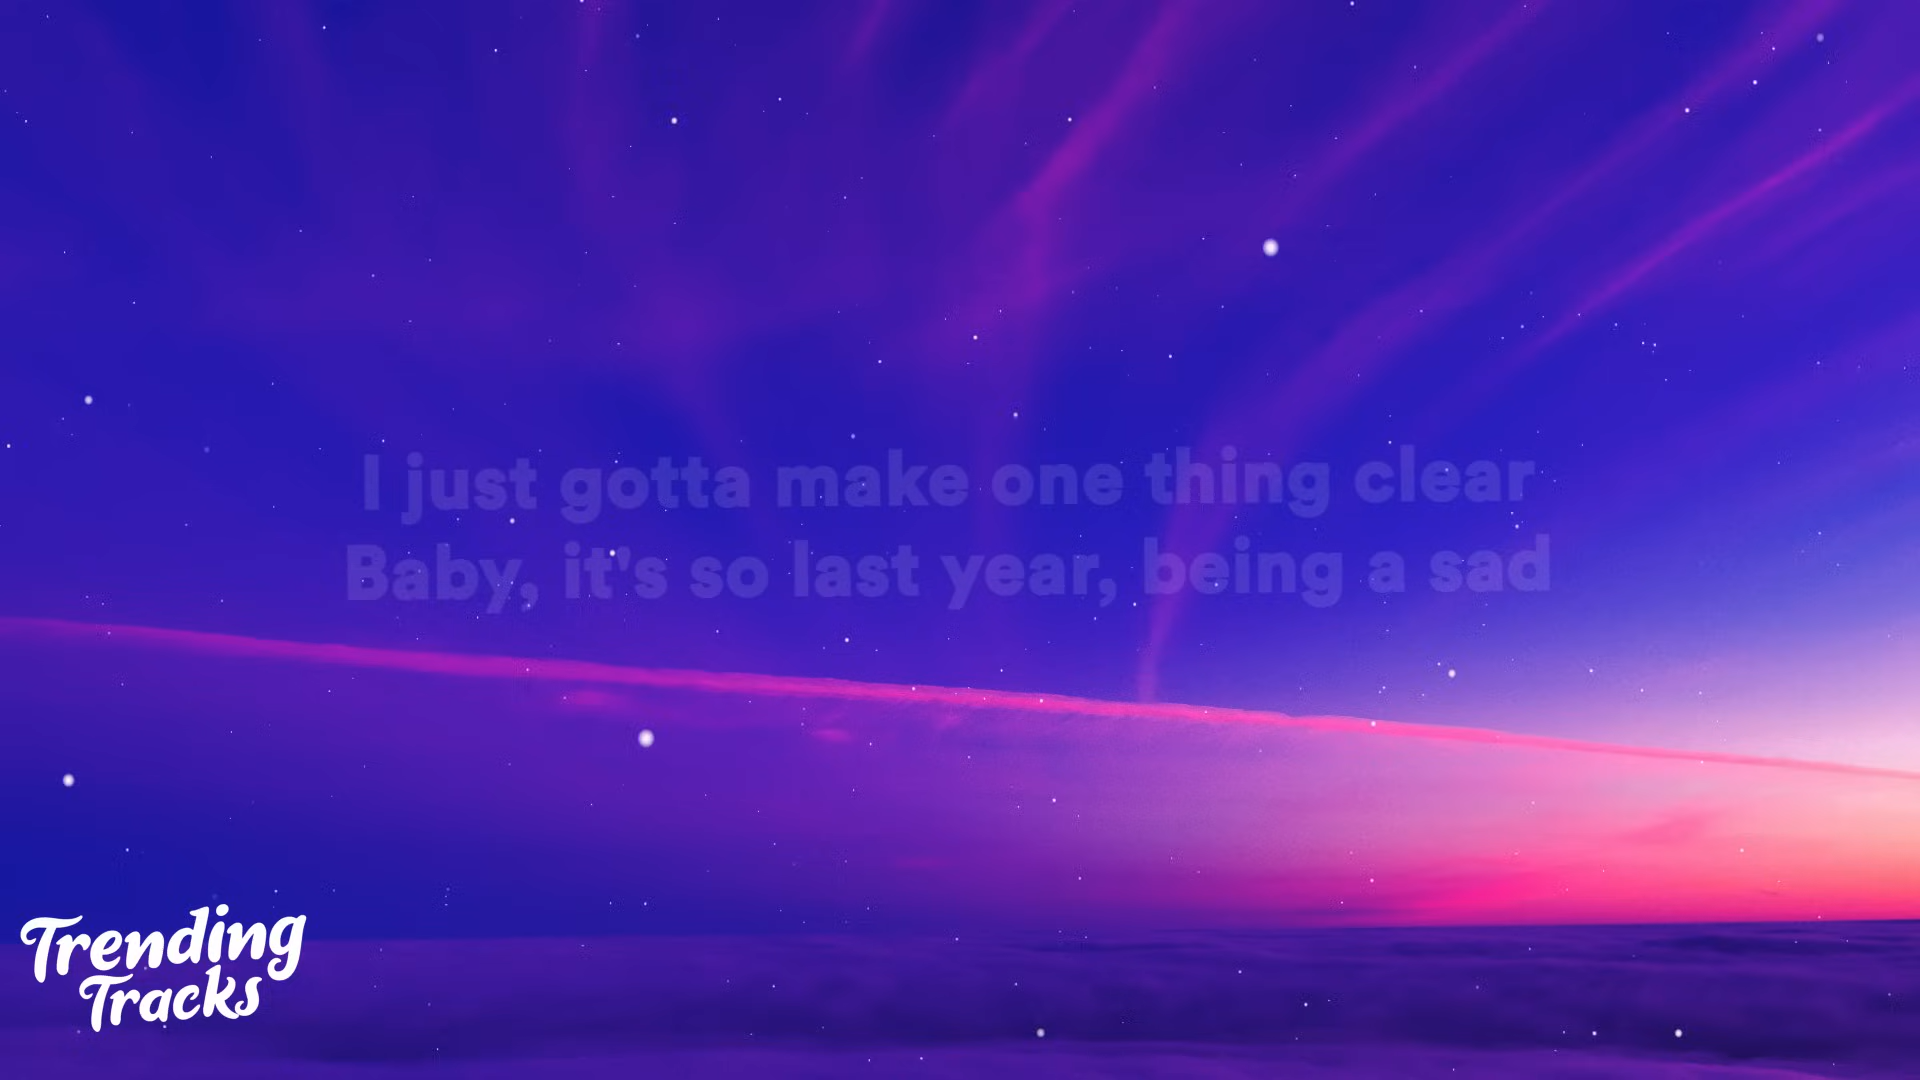 I just gotta make one thing clear
Baby, it's so last year, being a sad
Trending
Tracks